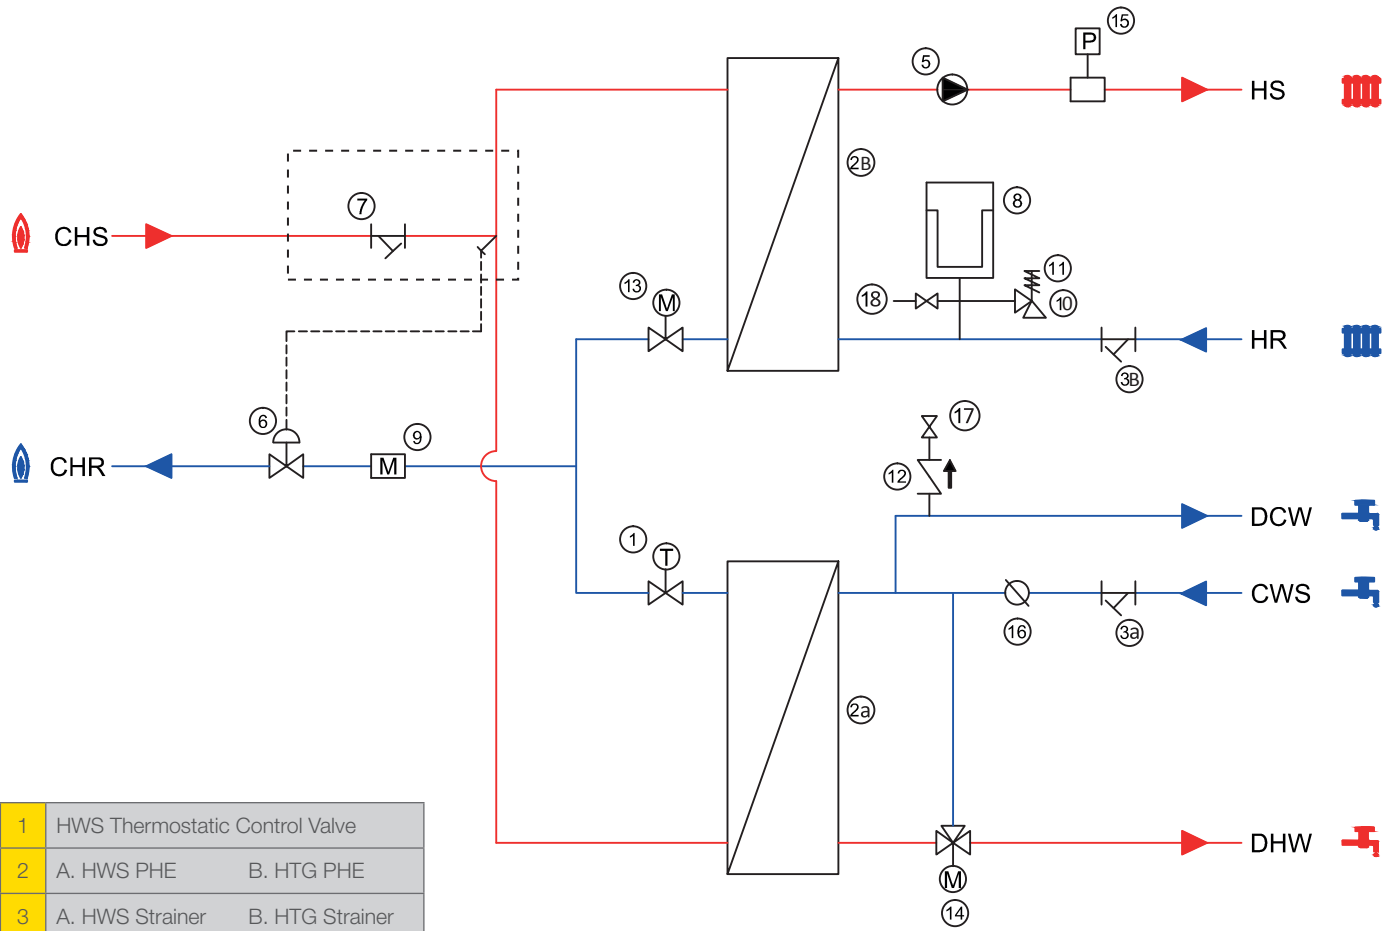 15
P
5
HS
2B
7
8
CHS
13
M
11
18
10
HR
3B
6
9
17
CHR
M
12
DCW
1
T
CWS
16
3a
2a
DHW
M
14
1 HWS Thermostatic Control Valve
2 A. HWS PHE B. HTG PHE
3 A. HWS Strainer B. HTG Strainer